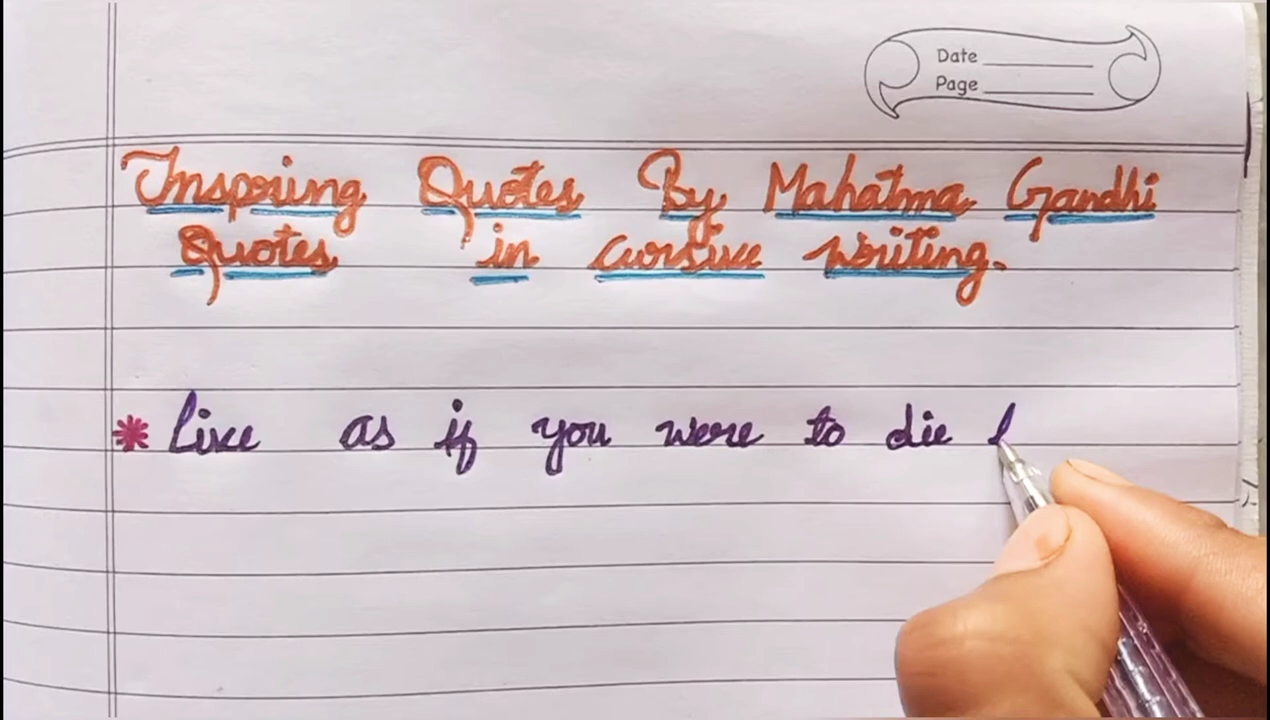 Date
Page
Inspiring Quotes By Mahatma Gandhi
Quotes in cursive writing.
* Live as if you were to die